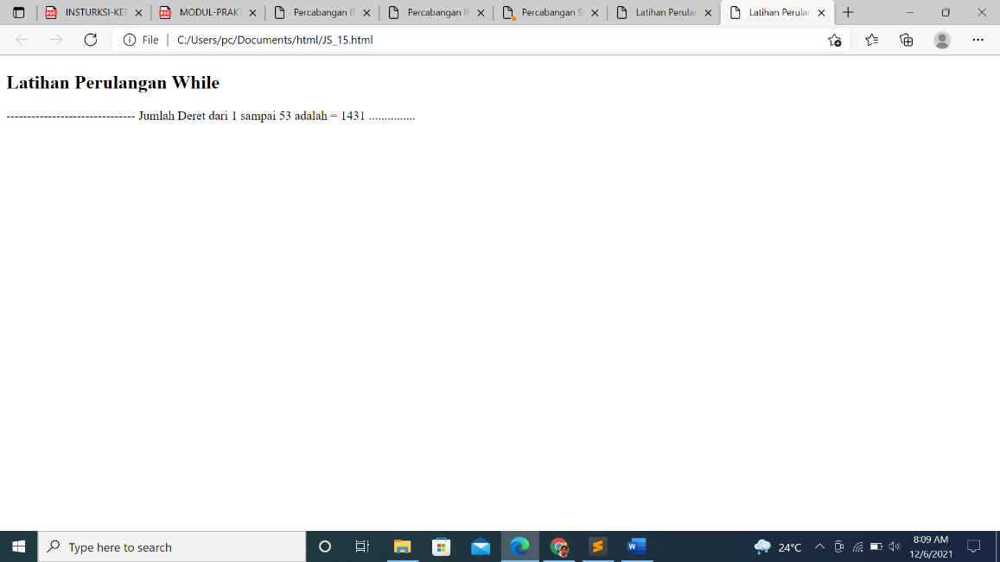 INSTURKSI-KER
MODUL-PRAKT
Percabangan IF
Percabangan IF
Percabangan Se
Latihan Perular
Latihan Perular
File | C:/Users/pc/Documents/html/JS_15.html
Latihan Perulangan While
------------------------------- Jumlah Deret dari 1 sampai 53 adalah = 1431 ...............
Type here to search
24°C
8:09 AM
12/6/2021